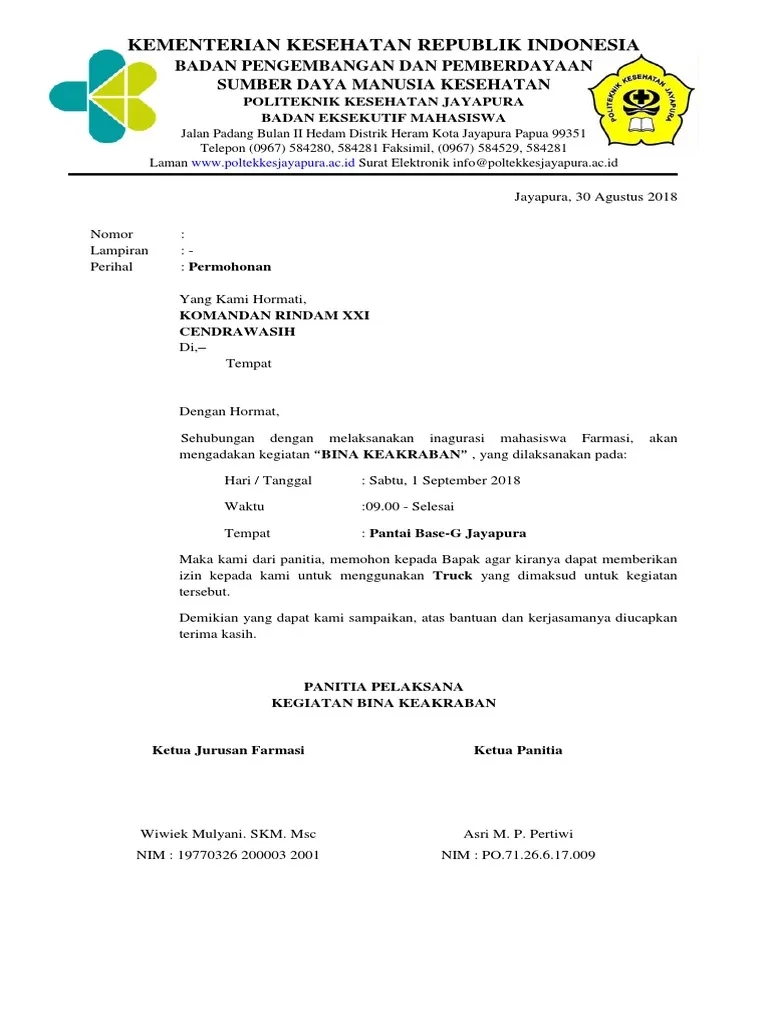 KEMENTERIAN KESEHATAN REPUBLIK INDONESIA
BADAN PENGEMBANGAN DAN PEMBERDAYAAN
SUMBER DAYA MANUSIA KESEHATAN
POLITEKNIK KESEHATAN JAYAPURA
BADAN EKSEKUTIF MAHASISWA
Jalan Padang Bulan II Hedam Distrik Heram Kota Jayapura Papua 99351
Telepon (0967) 584280, 584281 Faksimil, (0967) 584529, 584281
Laman www.poltekkesjayapura.ac.id Surat Elektronik info@poltekkesjayapura.ac.id
POLITEKNIK KESEHATAN JAYAPURA
Jayapura, 30 Agustus 2018
Nomor :
Lampiran : -
Perihal : Permohonan
Yang Kami Hormati,
KOMANDAN RINDAM XXI
CENDRAWASIH
Di,–
Tempat
Dengan Hormat,
Sehubungan dengan melaksanakan inagurasi mahasiswa Farmasi, akan
mengadakan kegiatan “BINA KEAKRABAN” , yang dilaksanakan pada:
Hari / Tanggal : Sabtu, 1 September 2018
Waktu :09.00 - Selesai
Tempat : Pantai Base-G Jayapura
Maka kami dari panitia, memohon kepada Bapak agar kiranya dapat memberikan
izin kepada kami untuk menggunakan Truck yang dimaksud untuk kegiatan
tersebut.
Demikian yang dapat kami sampaikan, atas bantuan dan kerjasamanya diucapkan
terima kasih.
PANITIA PELAKSANA
KEGIATAN BINA KEAKRABAN
Ketua Jurusan Farmasi Ketua Panitia
Wiwiek Mulyani. SKM. Msc Asri M. P. Pertiwi
NIM : 19770326 200003 2001 NIM : PO.71.26.6.17.009